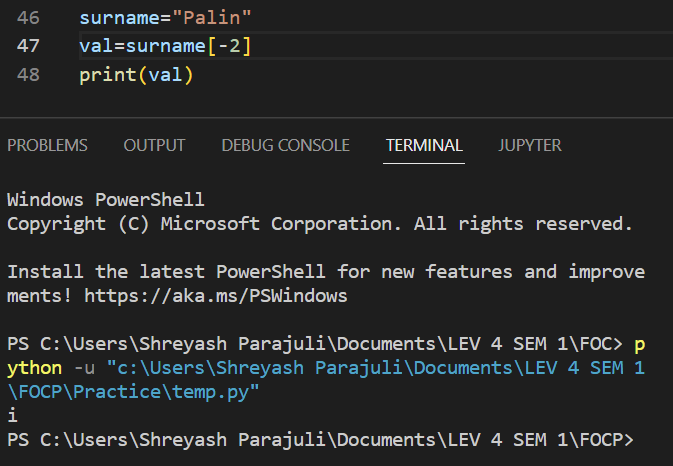 46 surname="Palin"
47 val=surname[-2]
48 print(val)
PROBLEMS OUTPUT DEBUG CONSOLE TERMINAL JUPYTER
Windows PowerShell
Copyright (C) Microsoft Corporation. All rights reserved.
Install the latest PowerShell for new features and improve
ments! https://aka.ms/PSWindows
PS C:\Users\Shreyash Parajuli\Documents\LEV 4 SEM 1\FOC> p
ython -u "c:\Users\Shreyash Parajuli\Documents\LEV 4 SEM 1
\FOCP\Practice\temp.py"
i
PS C:\Users\Shreyash Parajuli\Documents\LEV 4 SEM 1\FOCP>